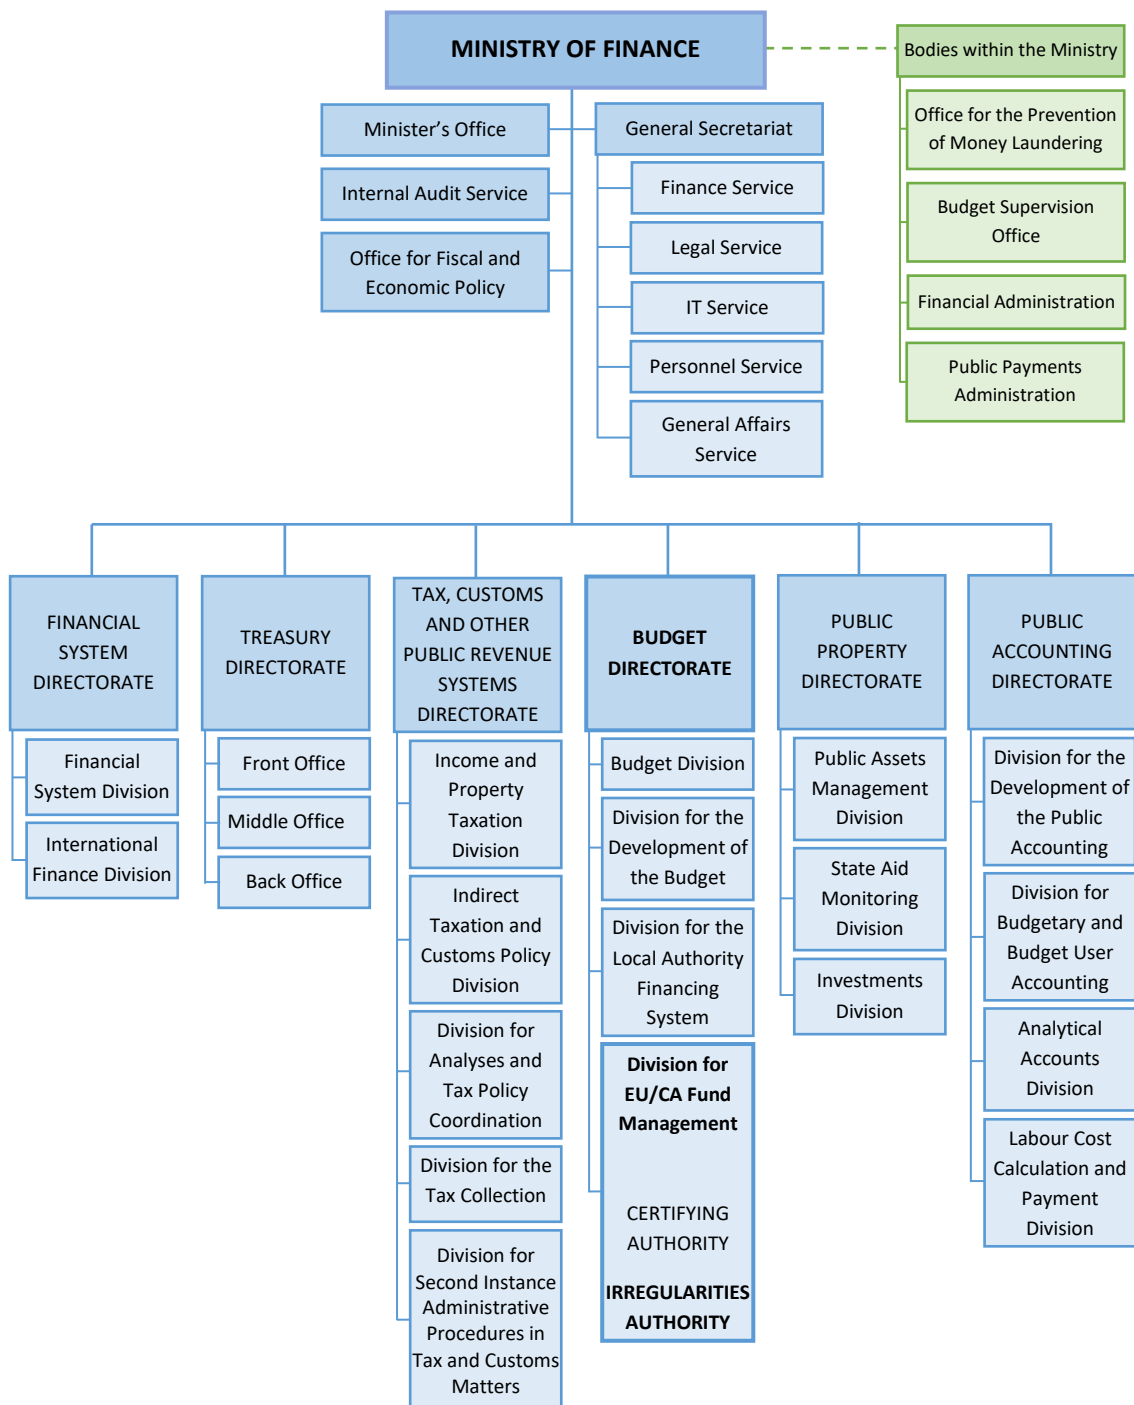 MINISTRY OF FINANCE
Bodies within the Ministry
Office for the Prevention
of Money Laundering
Budget Supervision
Office
Financial Administration
Public Payments
Administration
Minister’s Office
Internal Audit Service
Office for Fiscal and
Economic Policy
General Secretariat
Finance Service
Legal Service
IT Service
Personnel Service
General Affairs
Service
FINANCIAL
SYSTEM
DIRECTORATE
Financial
System Division
International
Finance Division
TREASURY
DIRECTORATE
Front Office
Middle Office
Back Office
TAX, CUSTOMS
AND OTHER
PUBLIC REVENUE
SYSTEMS
DIRECTORATE
Income and
Property
Taxation
Division
Indirect
Taxation and
Customs Policy
Division
Division for
Analyses and
Tax Policy
Coordination
Division for the
Tax Collection
Division for
Second Instance
Administrative
Procedures in
Tax and Customs
Matters
BUDGET
DIRECTORATE
Budget Division
Division for the
Development of
the Budget
Division for the
Local Authority
Financing
System
Division for
EU/CA Fund
Management
CERTIFYING
AUTHORITY
IRREGULARITIES
AUTHORITY
PUBLIC
PROPERTY
DIRECTORATE
Public Assets
Management
Division
State Aid
Monitoring
Division
Investments
Division
PUBLIC
ACCOUNTING
DIRECTORATE
Division for the
Development of
the Public
Accounting
Division for
Budgetary and
Budget User
Accounting
Analytical
Accounts
Division
Labour Cost
Calculation and
Payment
Division